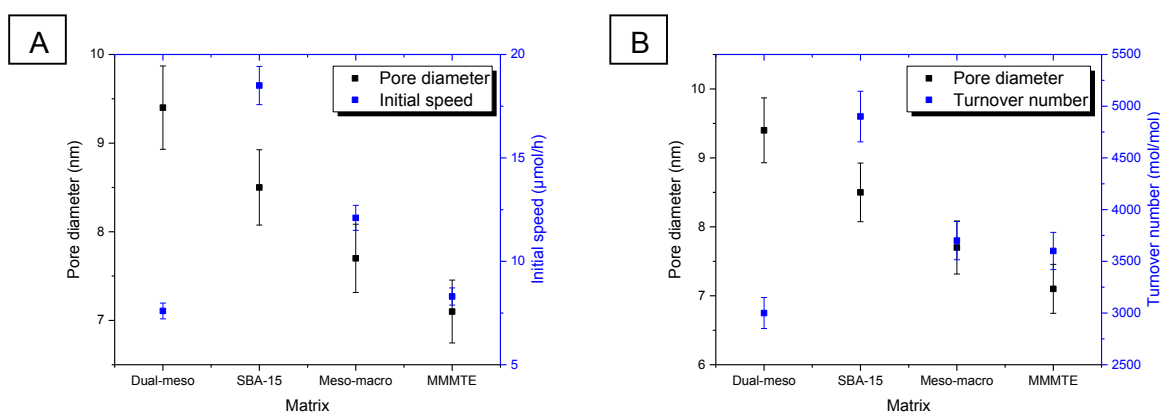 A
Pore diameter (nm)
10
9
8
7
Pore diameter
Initial speed
20
15
10
5
Initial speed (µmol/h)
Dual-meso SBA-15 Meso-macro MMMTE
Matrix
B
Pore diameter (nm)
10
9
8
7
6
Pore diameter
Turnover number
5500
5000
4500
4000
3500
3000
2500
Turnover number (mol/mol)
Dual-meso SBA-15 Meso-macro MMMTE
Matrix